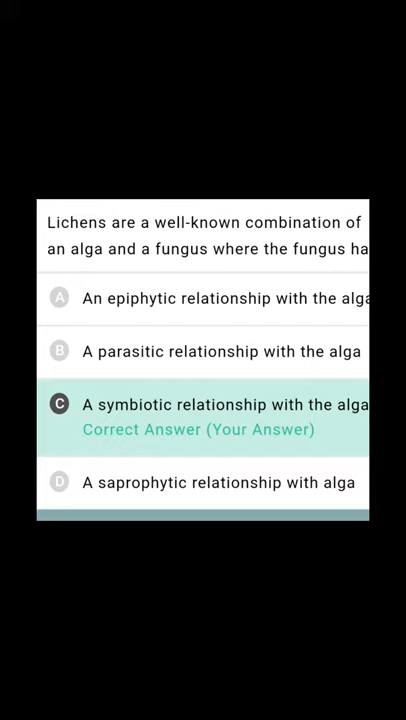 Lichens are a well-known combination of
an alga and a fungus where the fungus ha
A An epiphytic relationship with the alga
B A parasitic relationship with the alga
C A symbiotic relationship with the alga
Correct Answer (Your Answer)
D A saprophytic relationship with alga